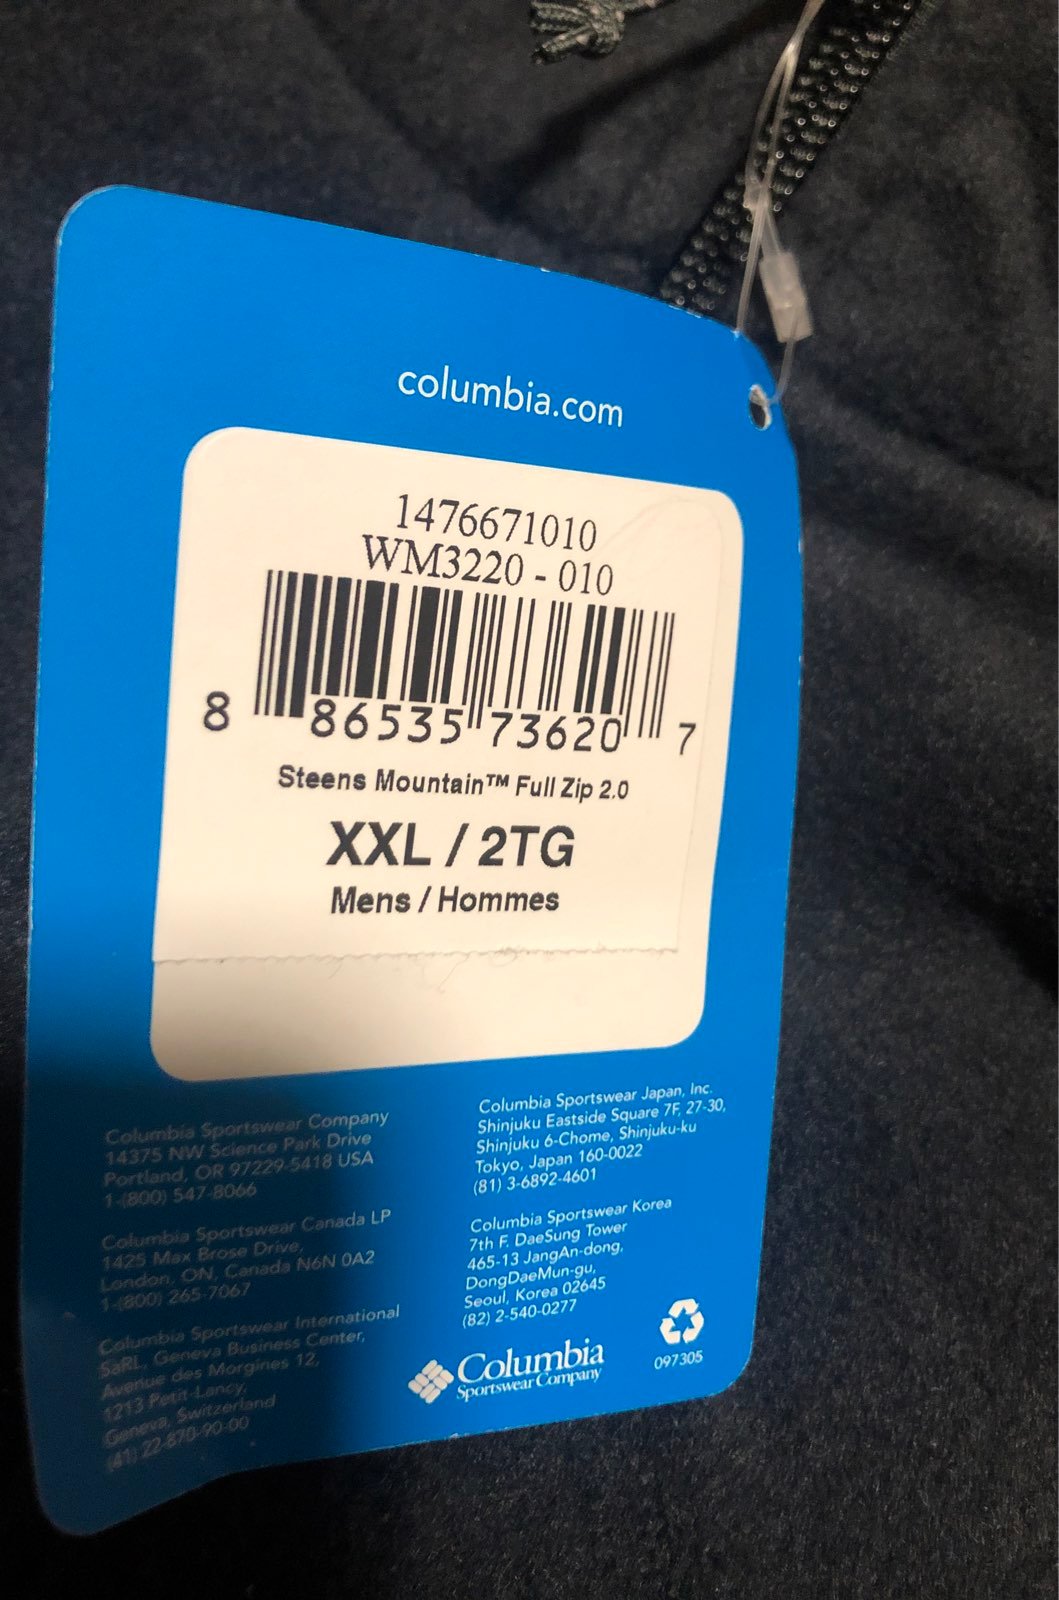 columbia.com
1476671010
WM3220 - 010
8 86535 73620 7
Steens Mountain™ Full Zip 2.0
XXL / 2TG
Mens / Hommes
Columbia Sportswear Company
14375 NW Science Park Drive
Portland, OR 97229-5418 USA
1-(800) 547-8066
Columbia Sportswear Canada LP
1425 Max Brose Drive,
London, ON, Canada N6N 0A2
1-(800) 265-7067
Columbia Sportswear International
SaRL, Geneva Business Center,
Avenue des Morgines 12,
1213 Petit-Lancy,
Geneva, Switzerland
(41) 22-870-90-00
Columbia Sportswear Japan, Inc.
Shinjuku Eastside Square 7F, 27-30,
Shinjuku 6-Chome, Shinjuku-ku
Tokyo, Japan 160-0022
(81) 3-6892-4601
Columbia Sportswear Korea
7th F. DaeSung Tower
465-13 JangAn-dong,
DongDaeMun-gu,
Seoul, Korea 02645
(82) 2-540-0277
Columbia
Sportswear Company
097305